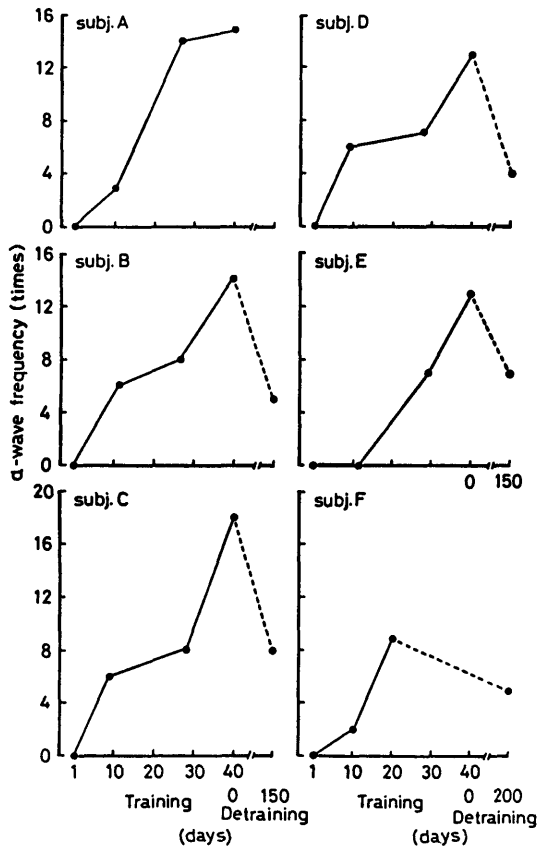 16
12
8
4
0
subj. A
subj. D
16
12
8
4
0
subj. B
subj. E
0 150
20
16
12
8
4
0
subj. C
subj. F
d-wave frequency (times)
1 10 20 30 40
0 150
Training Detraining
(days)
1 10 20 30 40
0 200
Training Detraining
(days)